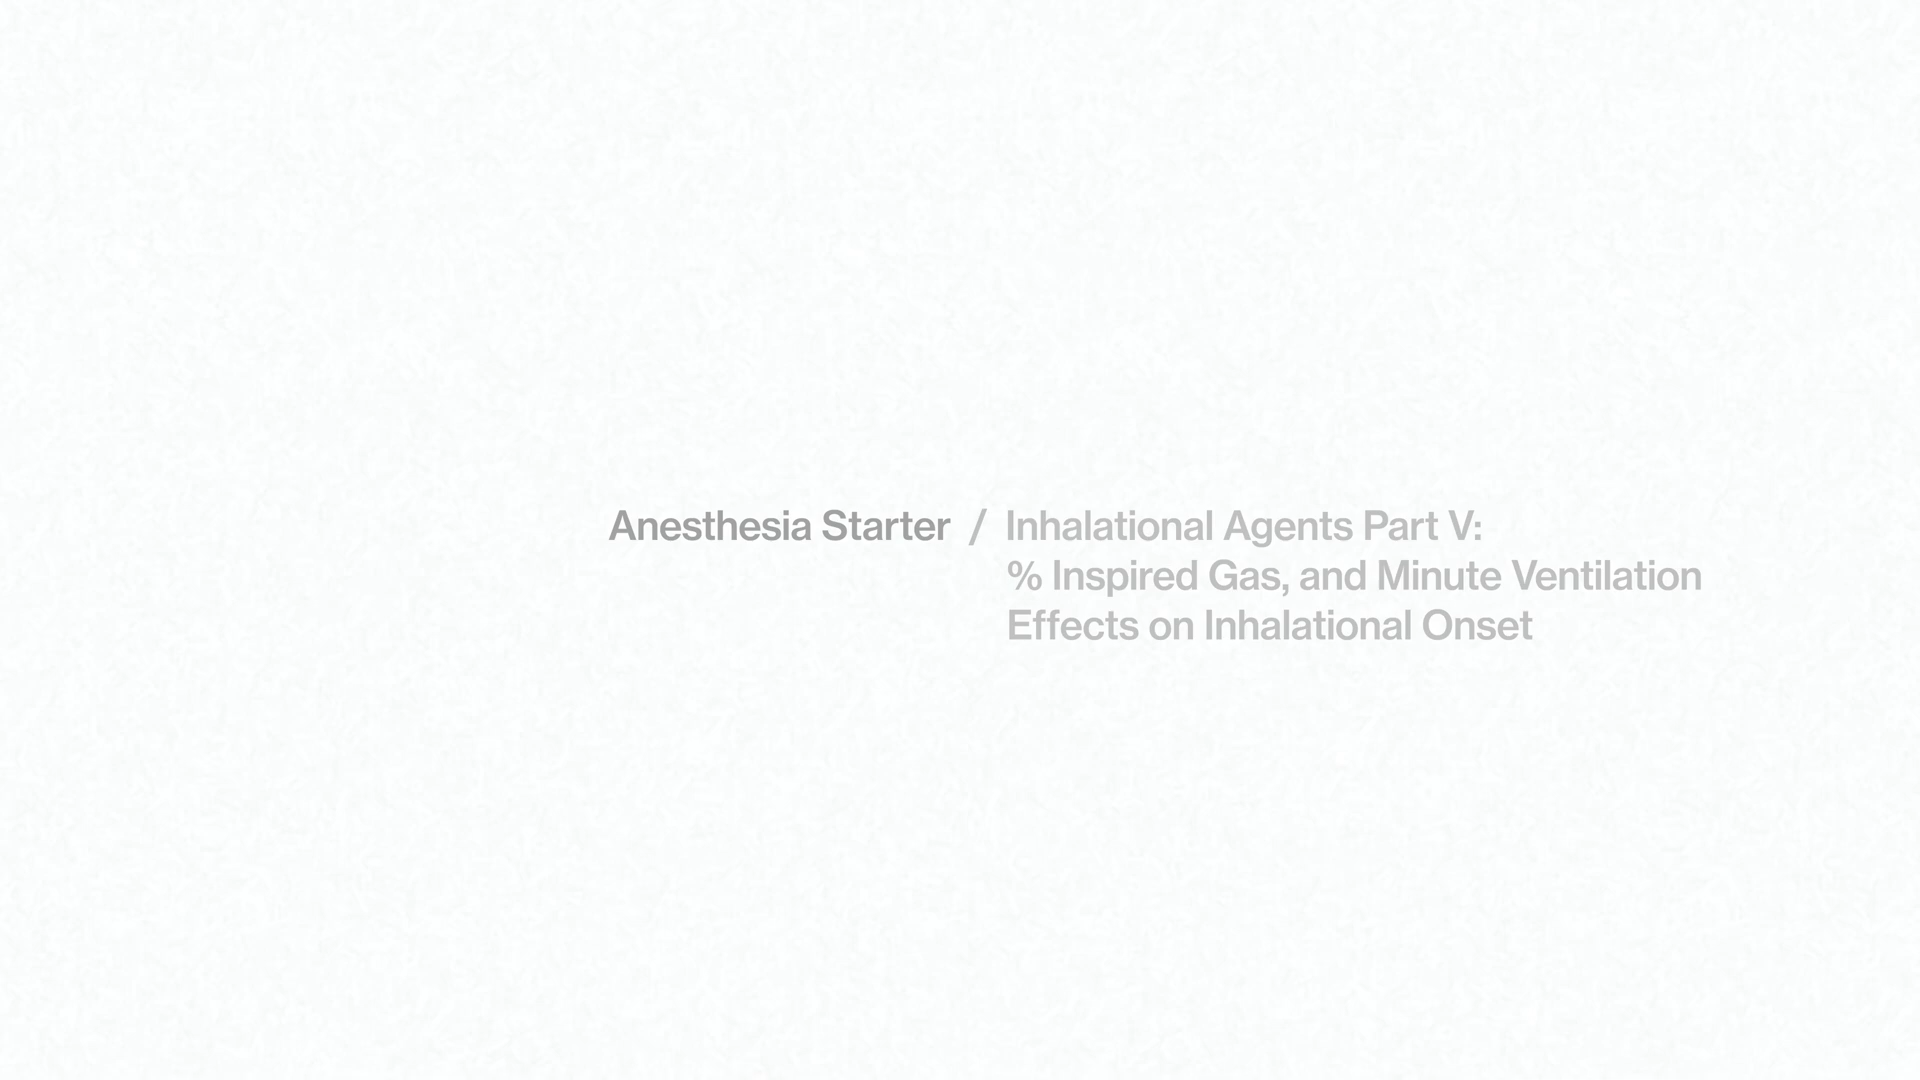 Anesthesia Starter / Inhalational Agents Part V:
% Inspired Gas, and Minute Ventilation
Effects on Inhalational Onset